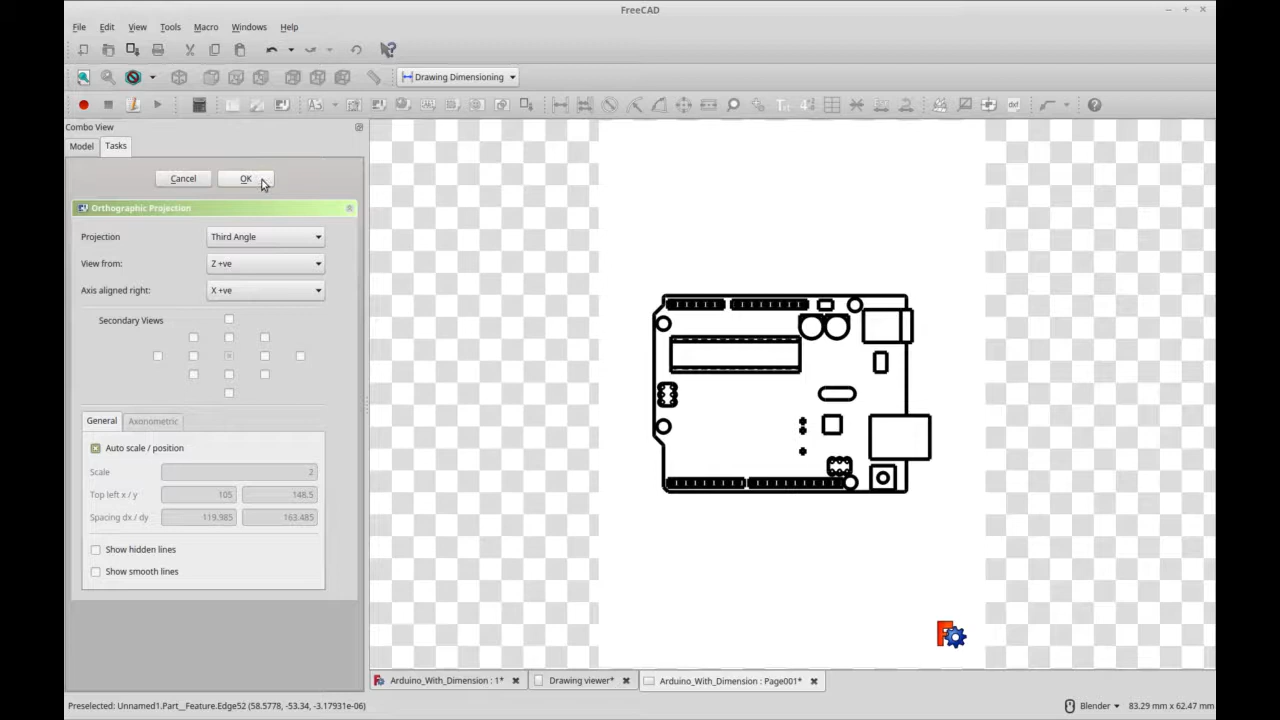 FreeCAD
File Edit View Tools Macro Windows Help
Drawing Dimensioning
Combo View
Model Tasks
Cancel OK
Orthographic Projection
Projection Third Angle
View from: Z +ve
Axis aligned right: X +ve
Secondary Views
General Axonometric
Auto scale / position
Scale 2
Top left x / y 105 148.5
Spacing dx / dy 119.985 163.485
Show hidden lines
Show smooth lines
Arduino_With_Dimension : 1* Drawing viewer* Arduino_With_Dimension : Page001*
Preselected: Unnamed1.Part__Feature.Edge52 (58.5778, -53.34, -3.17931e-06) Blender 83.29 mm x 62.47 mm